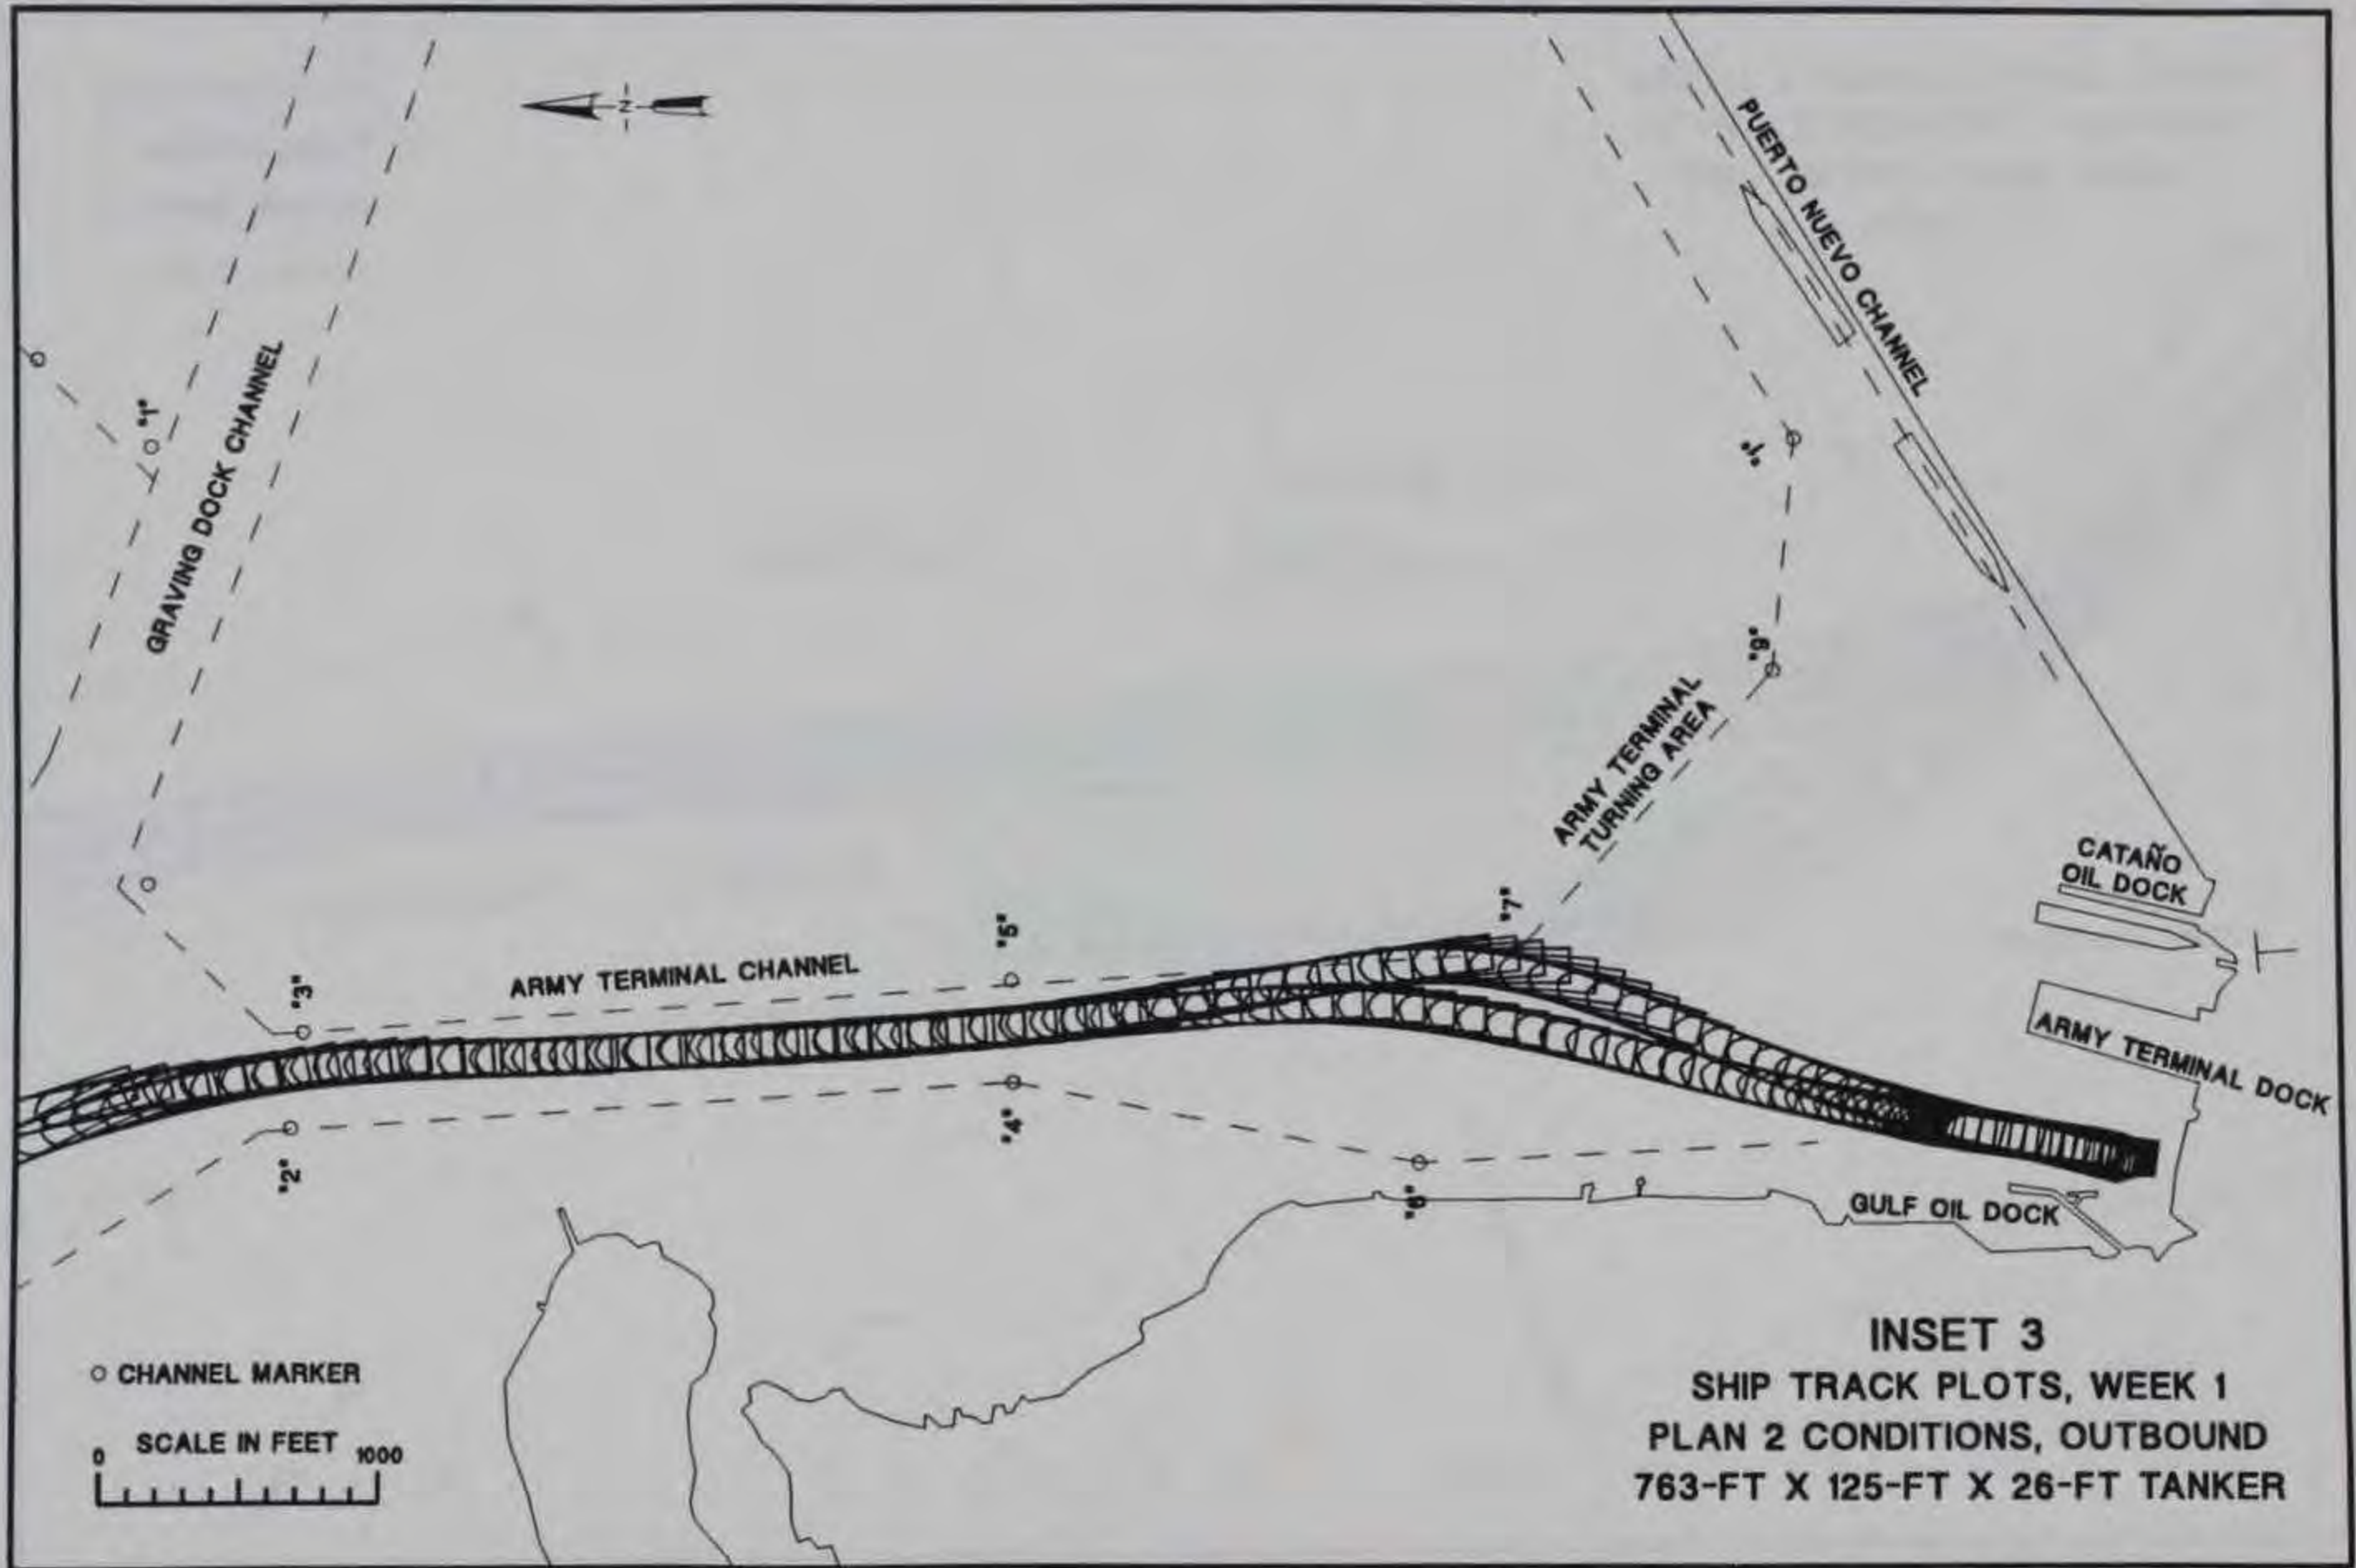 N
PUERTO NUEVO CHANNEL
"1"
GRAVING DOCK CHANNEL
"1"
"9"
ARMY TERMINAL
TURNING AREA
CATAÑO
OIL DOCK
"7"
"5"
ARMY TERMINAL CHANNEL
"3"
ARMY TERMINAL DOCK
"4"
"2"
"6"
GULF OIL DOCK
CHANNEL MARKER
SCALE IN FEET
0 1000
INSET 3
SHIP TRACK PLOTS, WEEK 1
PLAN 2 CONDITIONS, OUTBOUND
763-FT X 125-FT X 26-FT TANKER